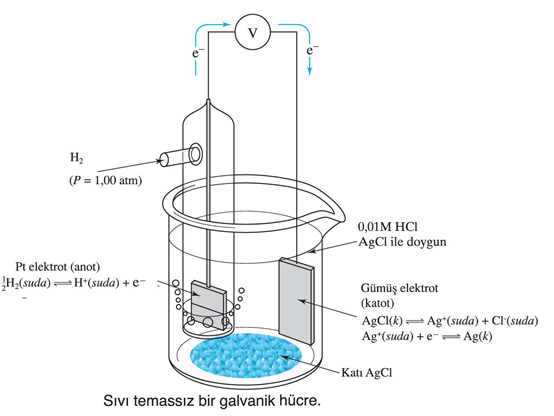 V
e⁻
e⁻
H₂
(P = 1,00 atm)
0,01M HCl
AgCl ile doygun
Pt elektrot (anot)
½H₂(suda) ⇌ H⁺(suda) + e⁻
Gümüş elektrot
(katot)
AgCl(k) ⇌ Ag⁺(suda) + Cl⁻(suda)
Ag⁺(suda) + e⁻ ⇌ Ag(k)
Katı AgCl
Sıvı temassız bir galvanik hücre.